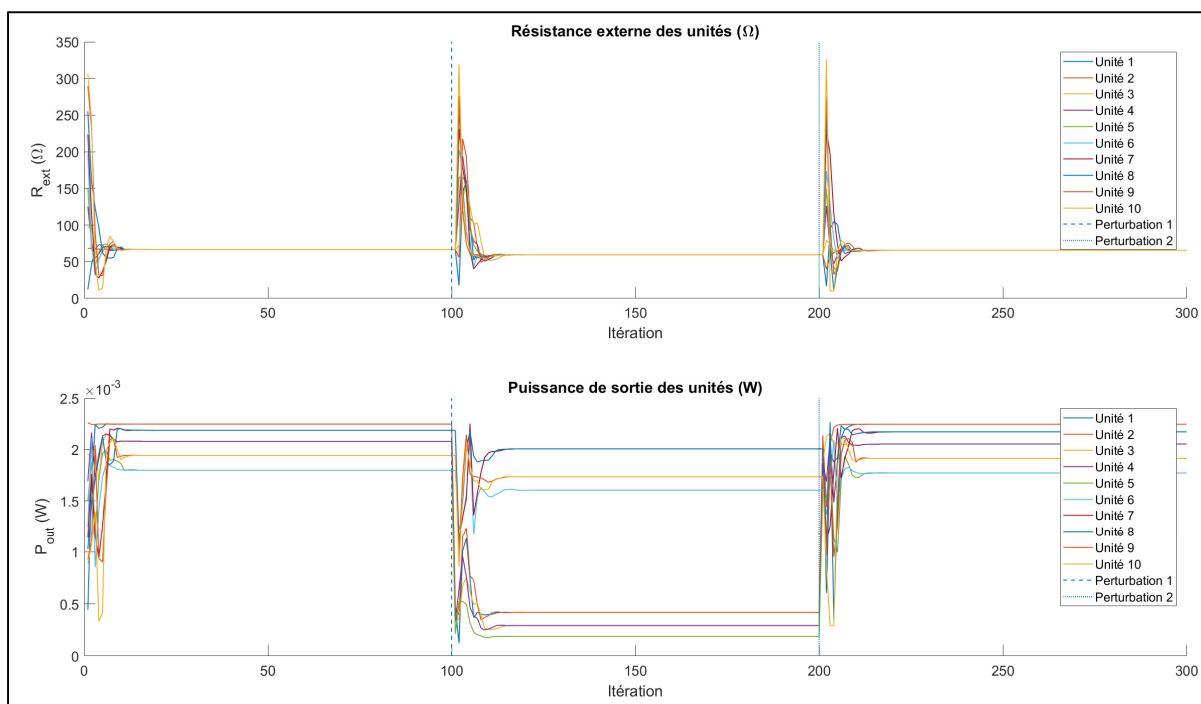 Résistance externe des unités (Ω)
350
300
250
200
150
100
50
0
R_ext (Ω)
0 50 100 150 200 250 300
Itération
Unité 1
Unité 2
Unité 3
Unité 4
Unité 5
Unité 6
Unité 7
Unité 8
Unité 9
Unité 10
Perturbation 1
Perturbation 2
Puissance de sortie des unités (W)
×10⁻³
2.5
2
1.5
1
0.5
0
P_out (W)
0 50 100 150 200 250 300
Itération
Unité 1
Unité 2
Unité 3
Unité 4
Unité 5
Unité 6
Unité 7
Unité 8
Unité 9
Unité 10
Perturbation 1
Perturbation 2